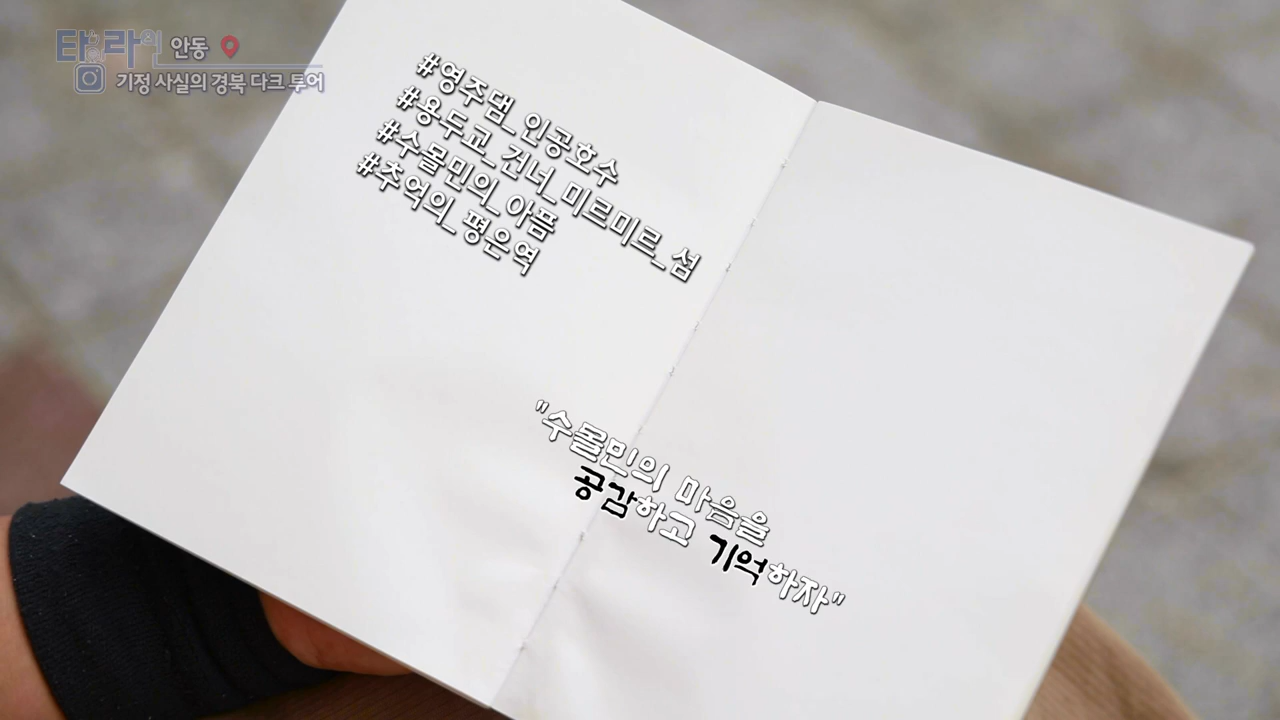 타라의 안동
기정 사실의 경북 다크 투어
#영주댐_인공호수
#용두교_건너_미르미르_섬
#수몰민의_아픔
#추억의_평은역
"수몰민의 마음을
공감하고 기억하자"